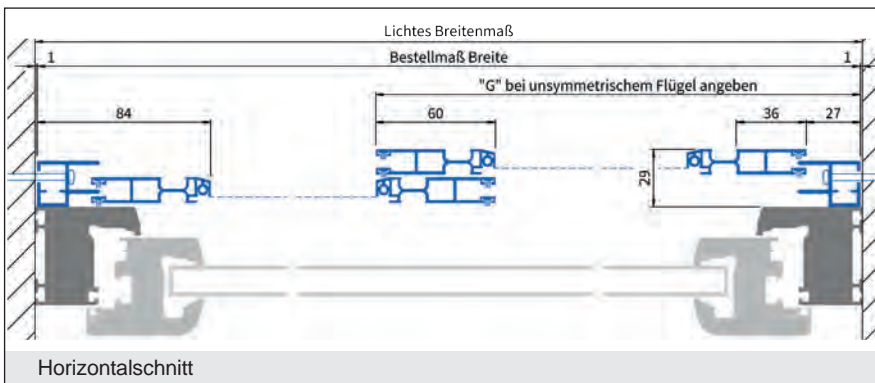 Lichtes Breitenmaß
1 Bestellmaß Breite 1
"G" bei unsymmetrischem Flügel angeben
84 60 36 27
29
Horizontalschnitt